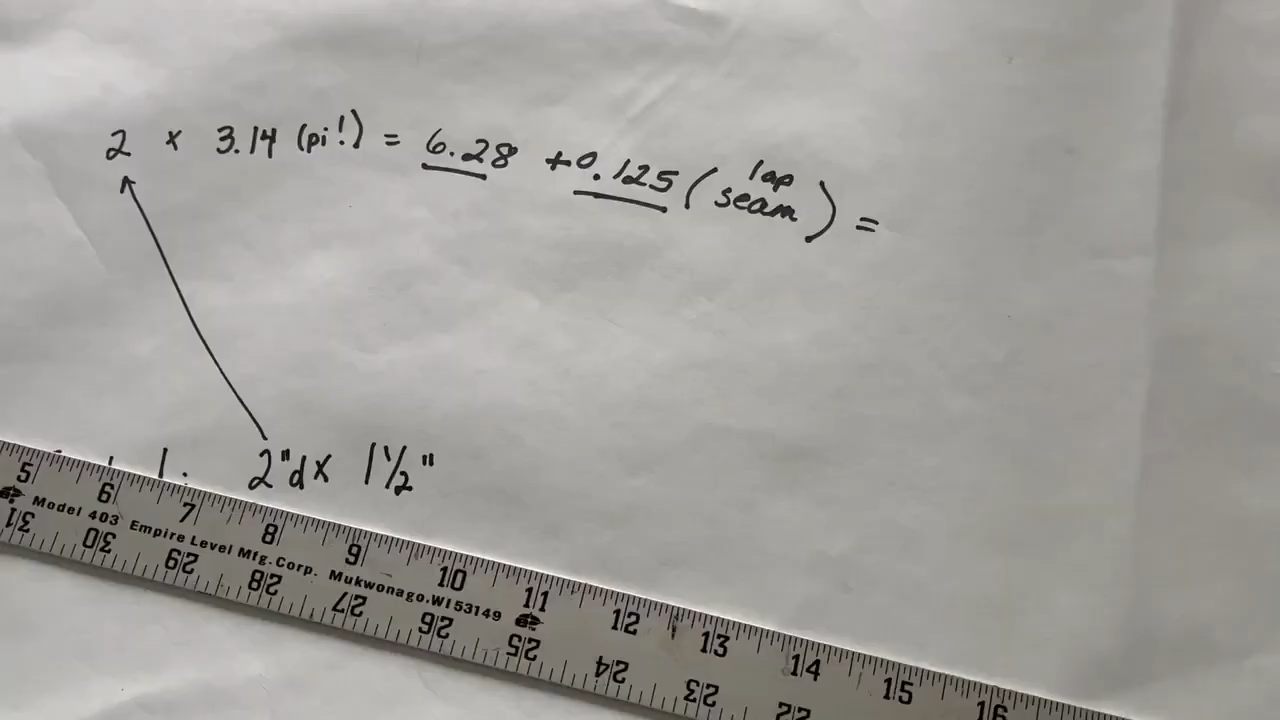 2 x 3.14 (pi!) = 6.28 + 0.125 (lap seam) =
2"d x 1½"
5 6 7 8 9 10 11 12 13 14 15 16
Model 403 Empire Level Mfg. Corp. Mukwonago, WI 53149
31 30 29 28 27 26 25 24 23 22